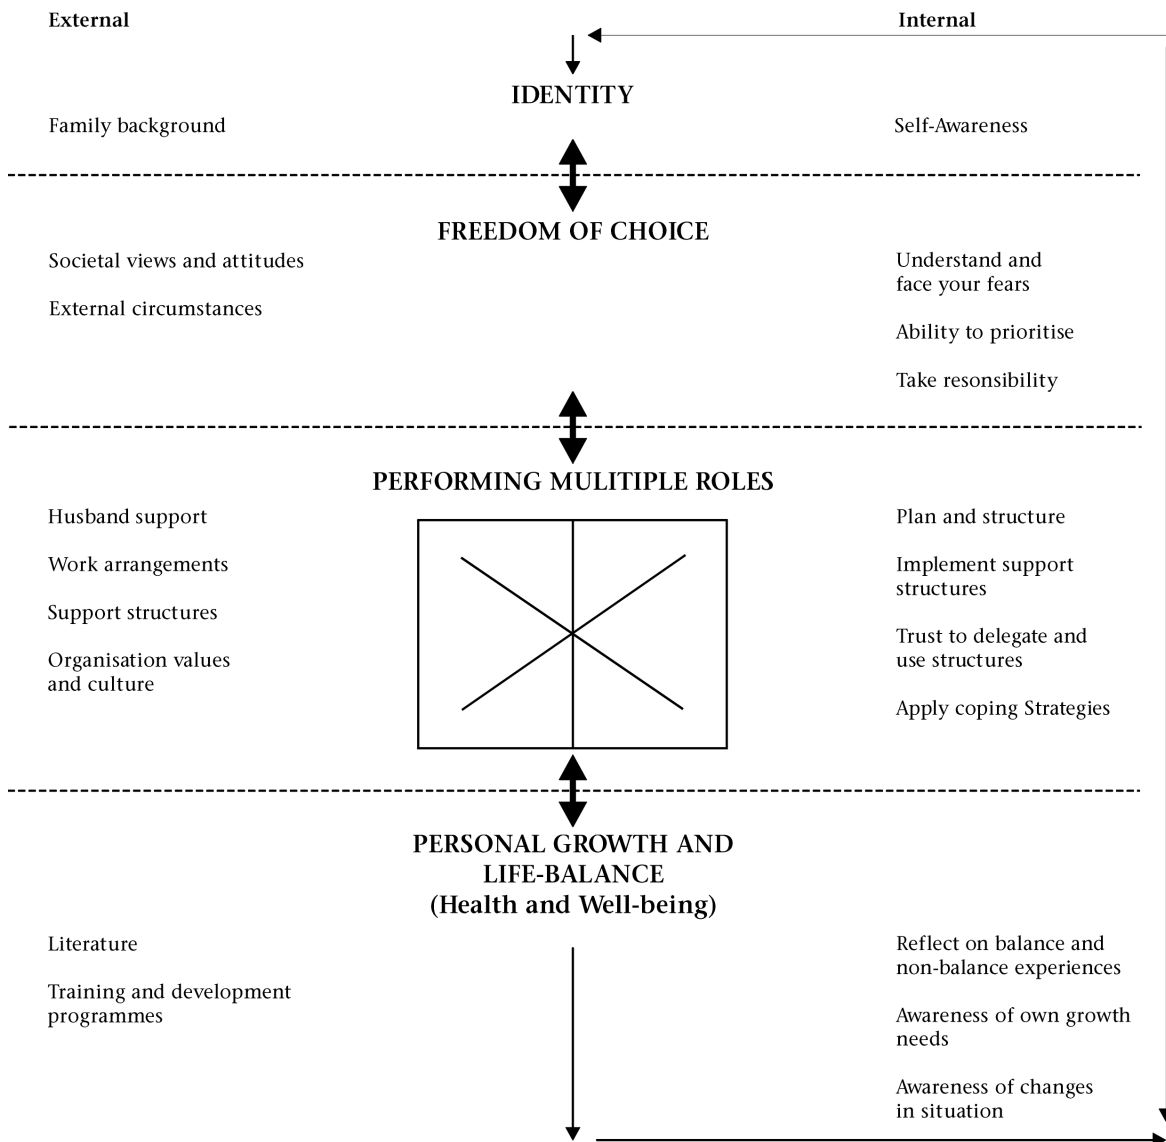 External
Internal
IDENTITY
Family background
Self-Awareness
FREEDOM OF CHOICE
Societal views and attitudes
External circumstances
Understand and
face your fears
Ability to prioritise
Take resonsibility
PERFORMING MULITIPLE ROLES
Husband support
Work arrangements
Support structures
Organisation values
and culture
Plan and structure
Implement support
structures
Trust to delegate and
use structures
Apply coping Strategies
PERSONAL GROWTH AND
LIFE-BALANCE
(Health and Well-being)
Literature
Training and development
programmes
Reflect on balance and
non-balance experiences
Awareness of own growth
needs
Awareness of changes
in situation